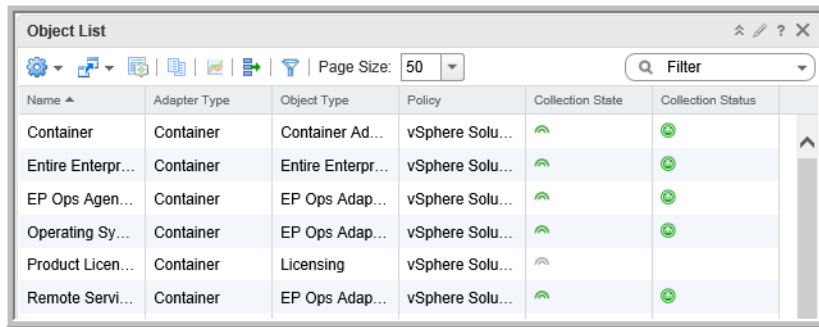 Object List ?
Page Size: 50 Filter
Name Adapter Type Object Type Policy Collection State Collection Status
Container Container Container Ad... vSphere Solu...
Entire Enterpr... Container Entire Enterpr... vSphere Solu...
EP Ops Agen... Container EP Ops Adap... vSphere Solu...
Operating Sy... Container EP Ops Adap... vSphere Solu...
Product Licen... Container Licensing vSphere Solu...
Remote Servi... Container EP Ops Adap... vSphere Solu...